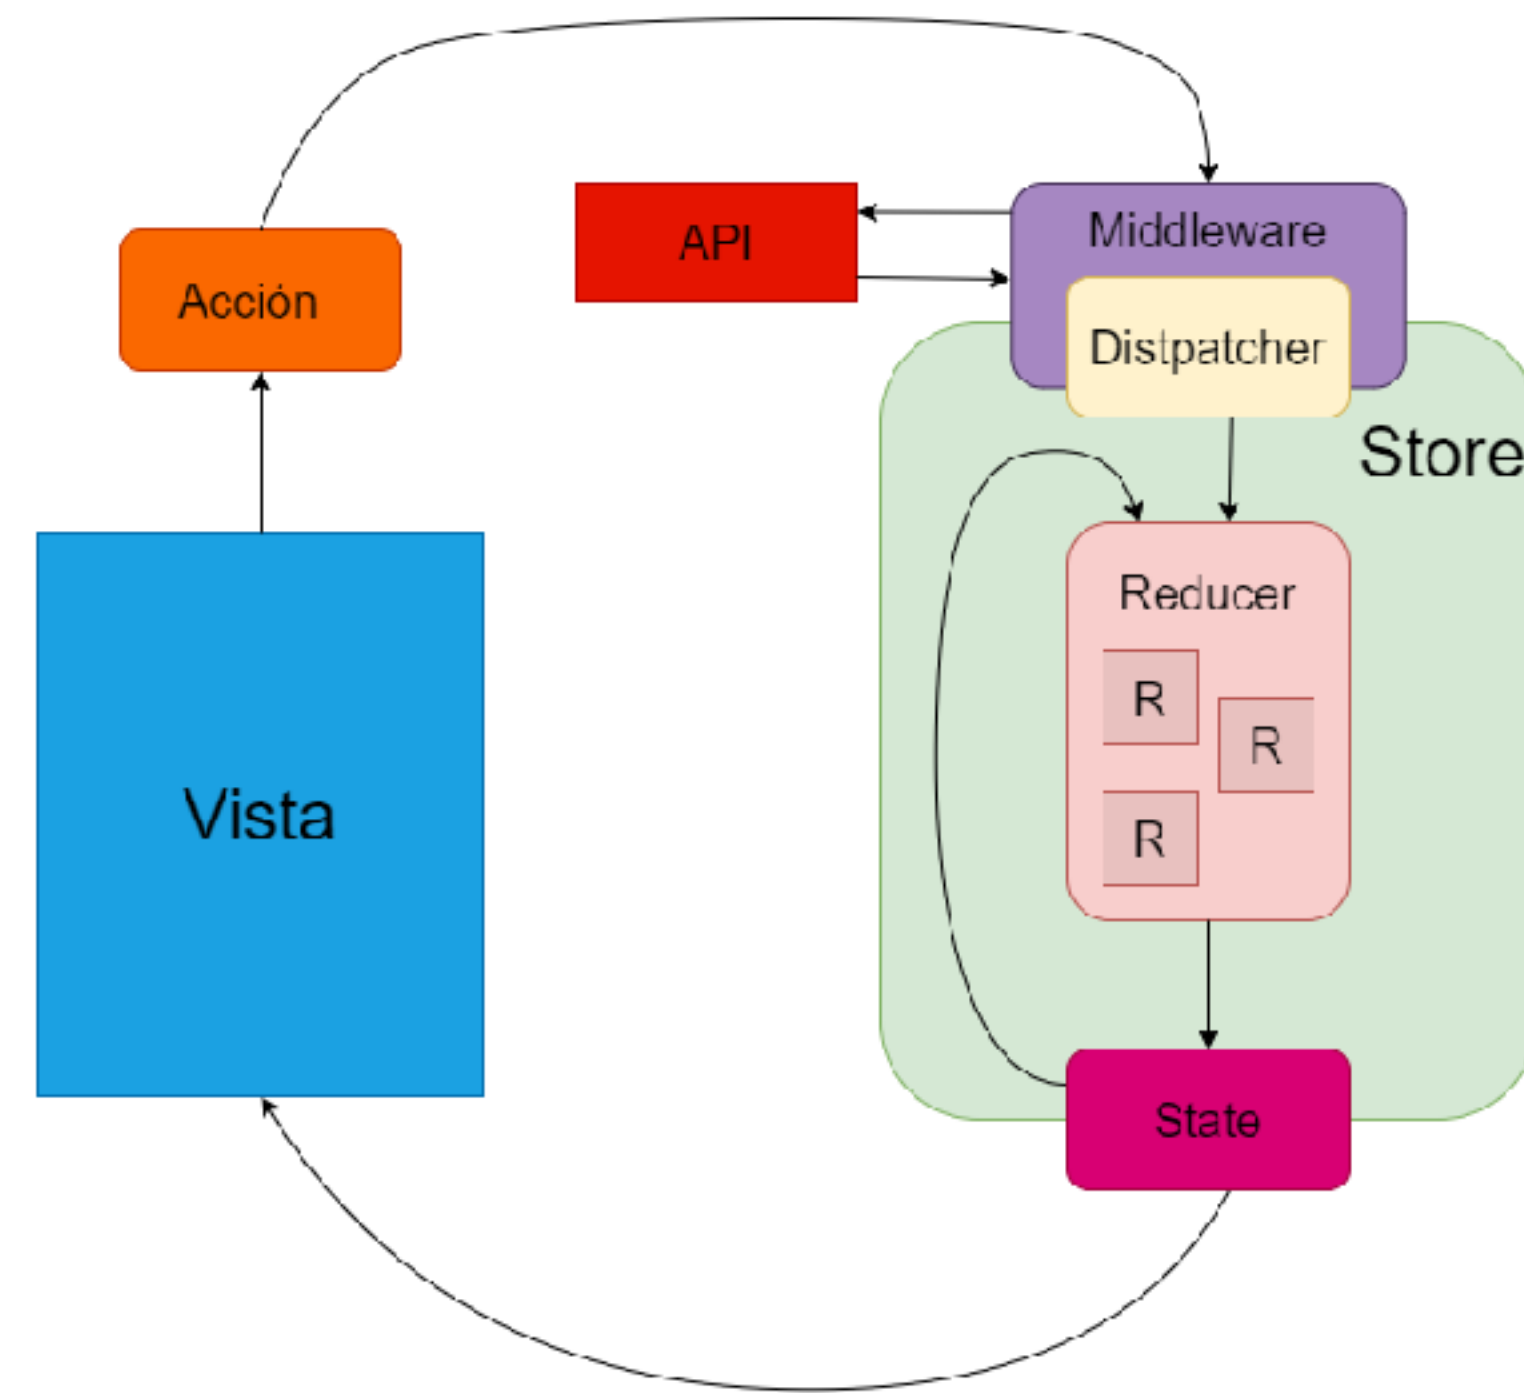 Middleware
API
Acción
Distpatcher
Store
Reducer
R
R
R
Vista
State